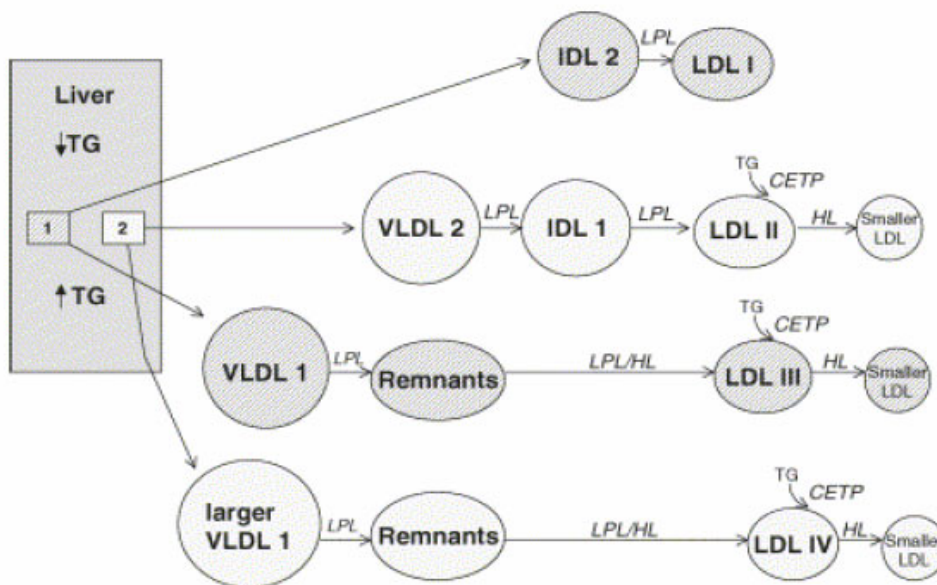 Liver
↓TG
1
2
↑TG
IDL 2
LPL
LDL I
VLDL 2
LPL
IDL 1
LPL
TG
CETP
LDL II
HL
Smaller
LDL
VLDL 1
LPL
Remnants
LPL/HL
TG
CETP
LDL III
HL
Smaller
LDL
larger
VLDL 1
LPL
Remnants
LPL/HL
TG
CETP
LDL IV
HL
Smaller
LDL